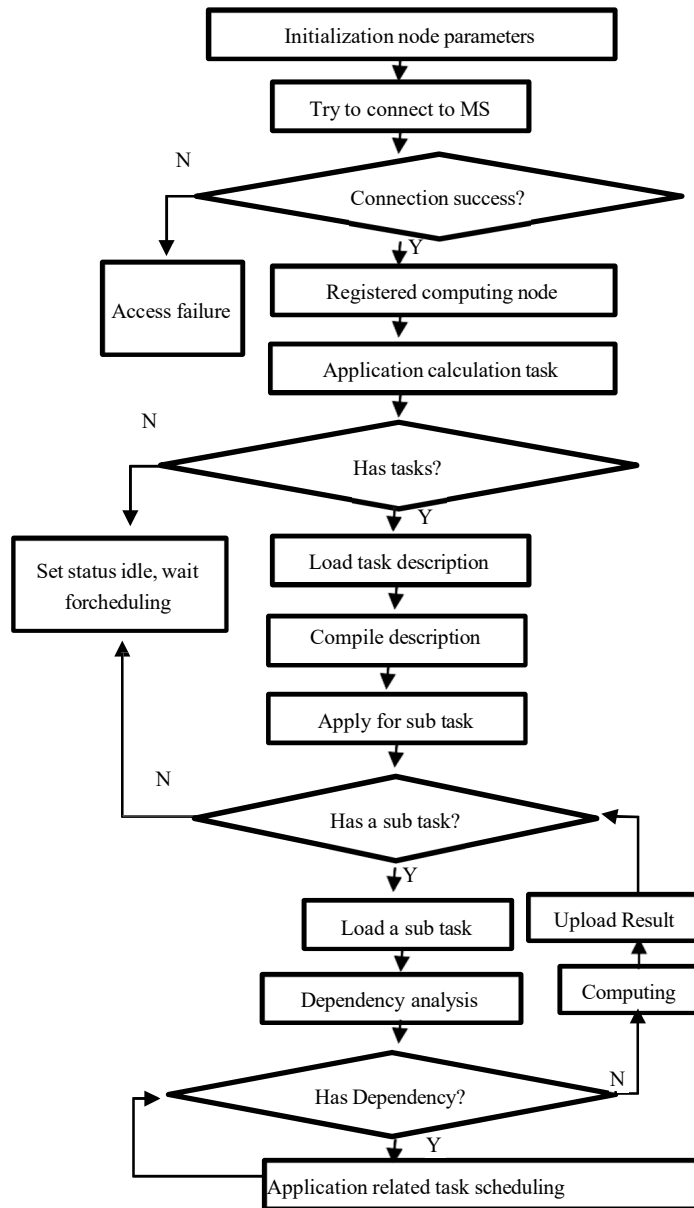 Initialization node parameters
Try to connect to MS
N
Connection success?
Y
Access failure
Registered computing node
Application calculation task
N
Has tasks?
Y
Set status idle, wait
forcheduling
Load task description
Compile description
Apply for sub task
N
Has a sub task?
Y
Load a sub task
Upload Result
Dependency analysis
Computing
Has Dependency?
N
Y
Application related task scheduling